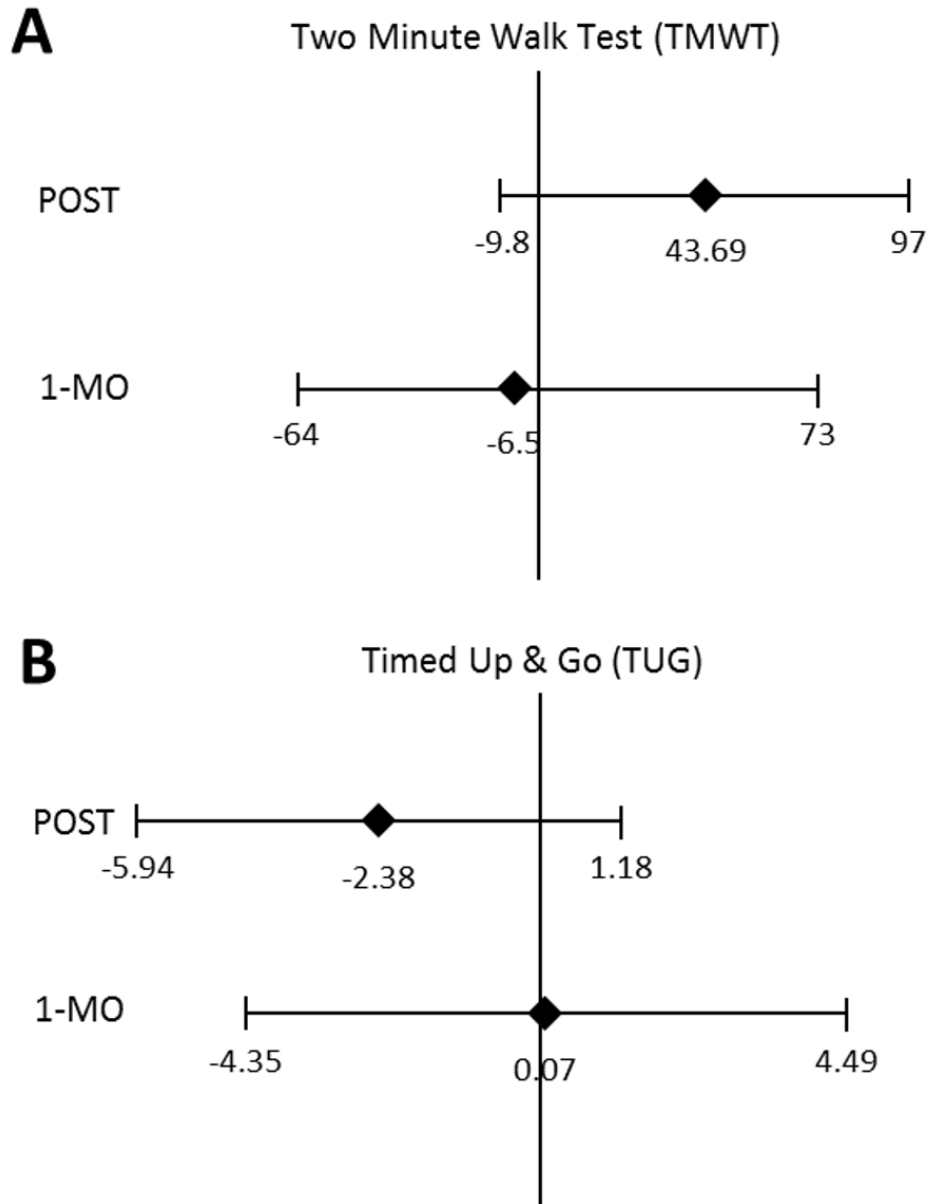 A
Two Minute Walk Test (TMWT)
POST
-9.8
43.69
97
1-MO
-64
-6.5
73
B
Timed Up & Go (TUG)
POST
-5.94
-2.38
1.18
1-MO
-4.35
0.07
4.49